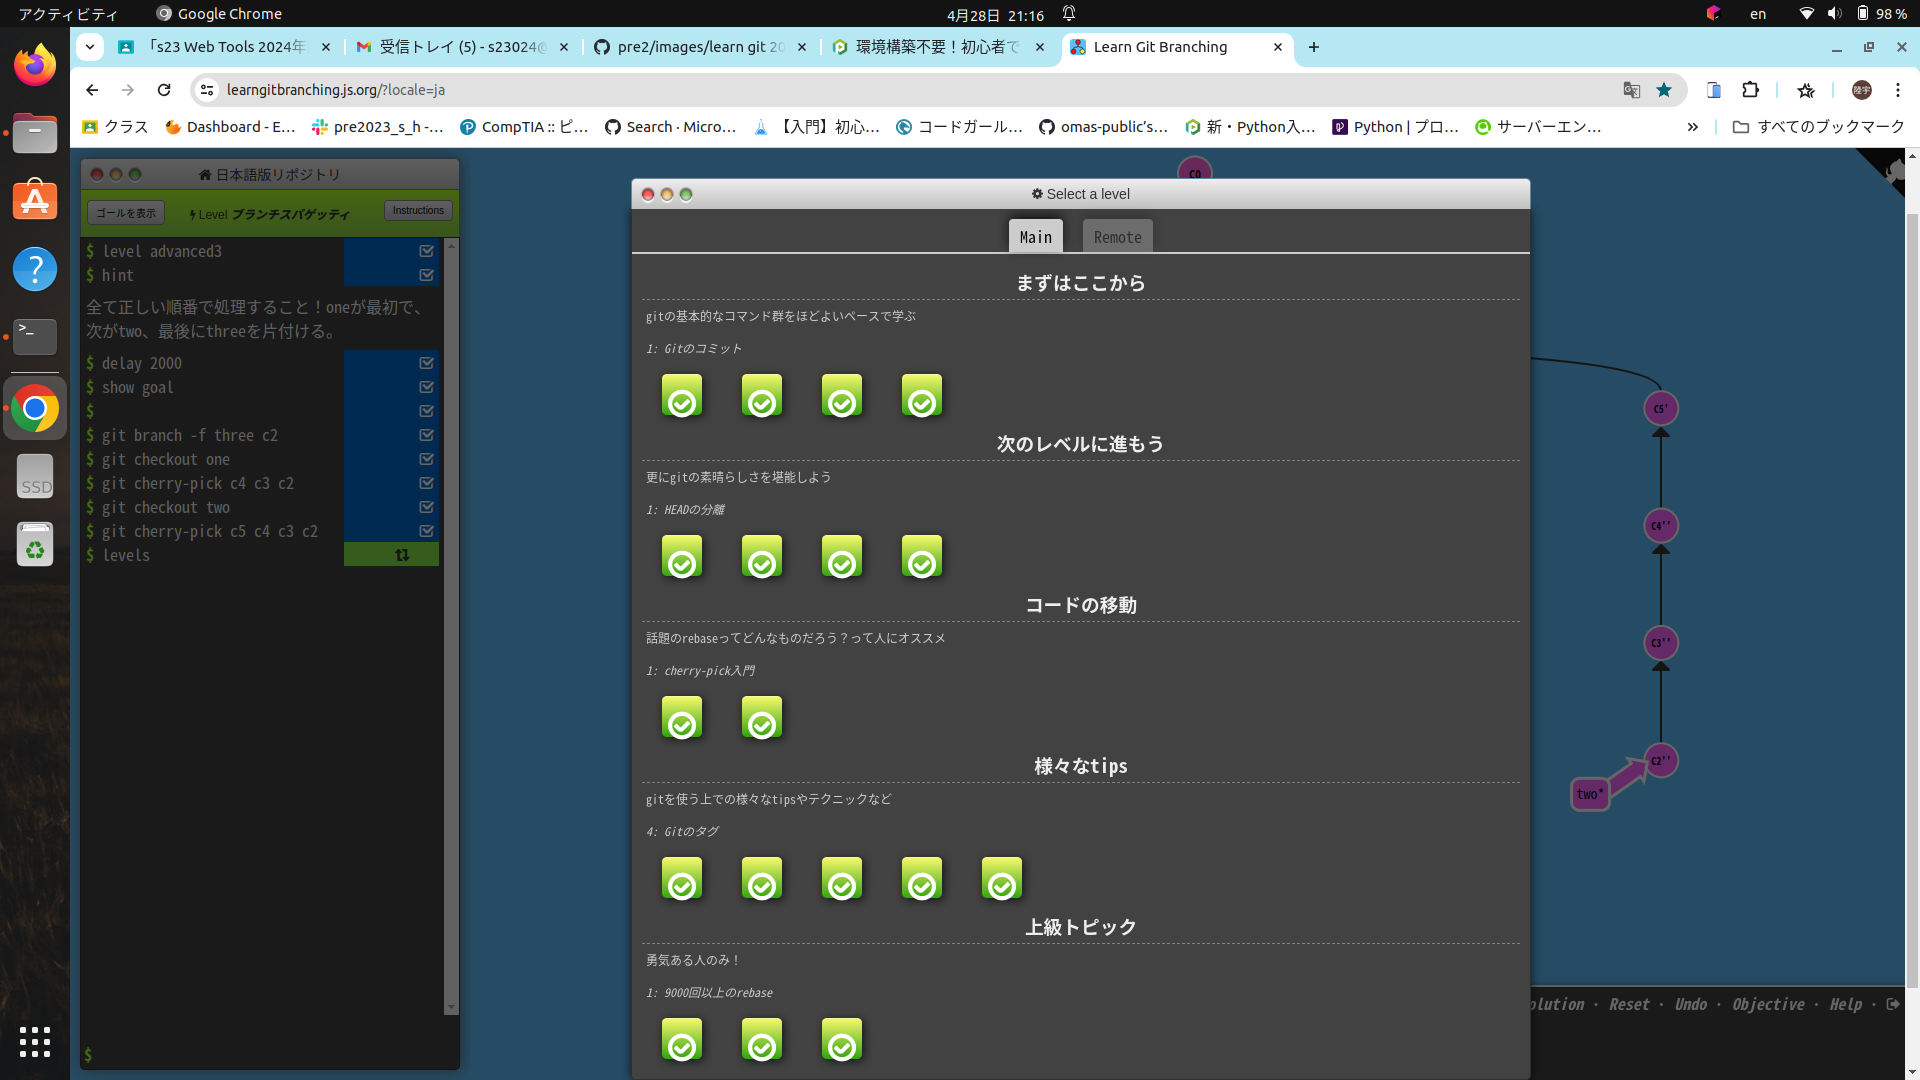 アクティビティ
Google Chrome
4月28日 21:16
en
98 %
「s23 Web Tools 2024年
受信トレイ (5) - s23024@
pre2/images/learn git 20
環境構築不要！初心者で
Learn Git Branching
learngitbranching.js.org/?locale=ja
クラス
Dashboard - E…
pre2023_s_h -…
CompTIA :: ピ…
Search · Micro…
【入門】初心…
コードガール…
omas-public’s…
新・Python入…
Python | プロ…
サーバーエン…
»
すべてのブックマーク
日本語版リポジトリ
ゴールを表示
Level ブランチスパゲッティ
Instructions
$ level advanced3
$ hint
全て正しい順番で処理すること！oneが最初で、
次がtwo、最後にthreeを片付ける。
$ delay 2000
$ show goal
$
$ git branch -f three c2
$ git checkout one
$ git cherry-pick c4 c3 c2
$ git checkout two
$ git cherry-pick c5 c4 c3 c2
$ levels
$
C0
Select a level
Main
Remote
まずはここから
gitの基本的なコマンド群をほどよいペースで学ぶ
1: Gitのコミット
次のレベルに進もう
更にgitの素晴らしさを堪能しよう
1: HEADの分離
コードの移動
話題のrebaseってどんなものだろう？って人にオススメ
1: cherry-pick入門
様々なtips
gitを使う上での様々なtipsやテクニックなど
4: Gitのタグ
上級トピック
勇気ある人のみ！
1: 9000回以上のrebase
C5'
C4''
C3''
C2''
two*
olution · Reset · Undo · Objective · Help ·
SSD
陸宇